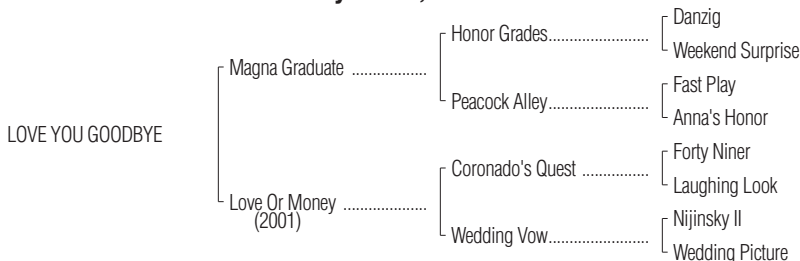 Danzig
Honor Grades.......................
Weekend Surprise
Magna Graduate ..................
Fast Play
Peacock Alley.......................
Anna's Honor
LOVE YOU GOODBYE
Forty Niner
Coronado's Quest ................
Laughing Look
Love Or Money ....................
(2001)
Nijinsky II
Wedding Vow.......................
Wedding Picture